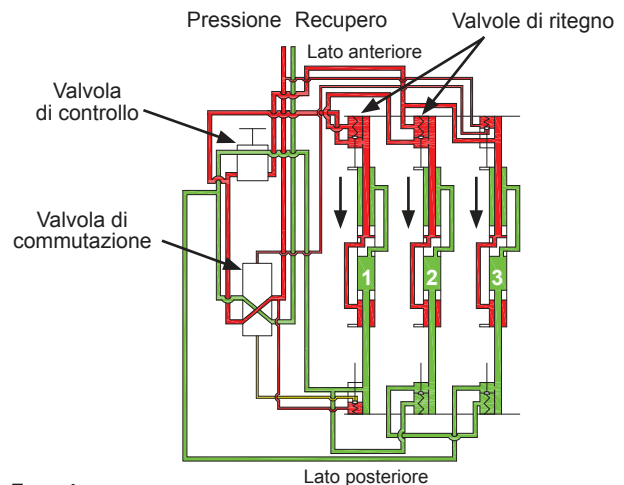 Pressione Recupero
Valvole di ritegno
Lato anteriore
Valvola
di controllo
Valvola di
commutazione
1 2 3
Lato posteriore